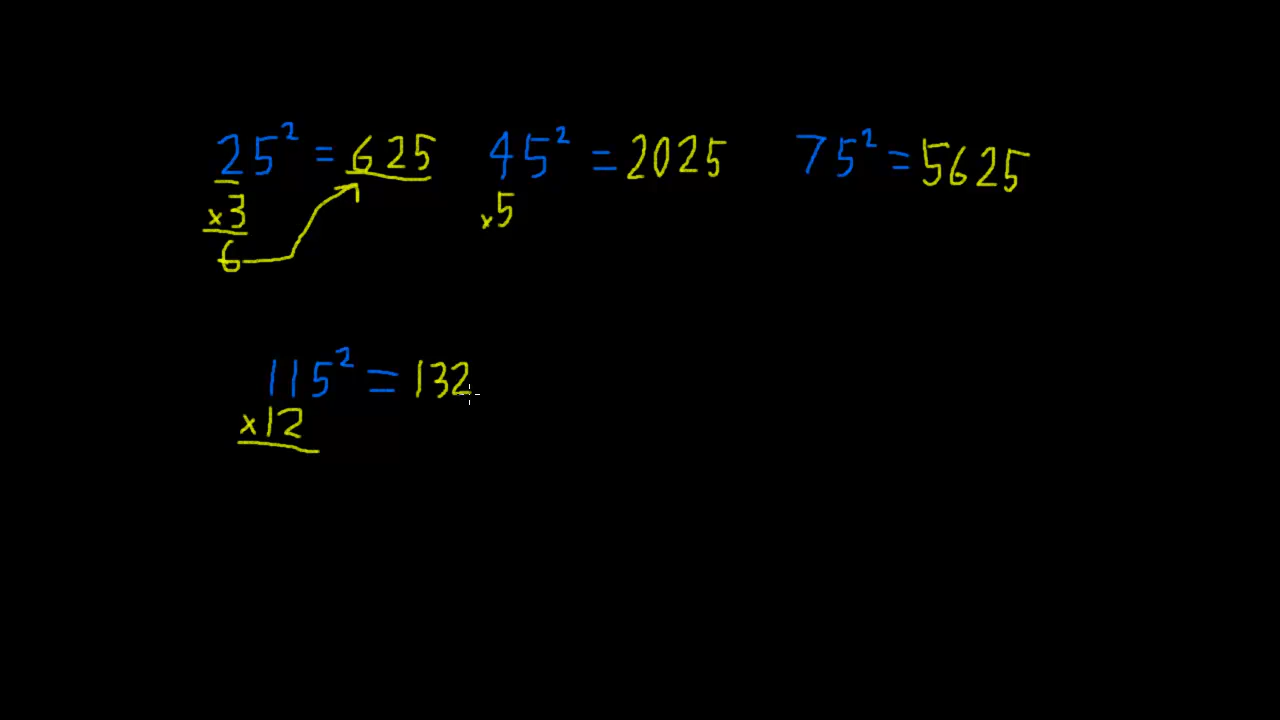 25² = 625 45² = 2025 75² = 5625
×3 ×5
6
115² = 132
×12